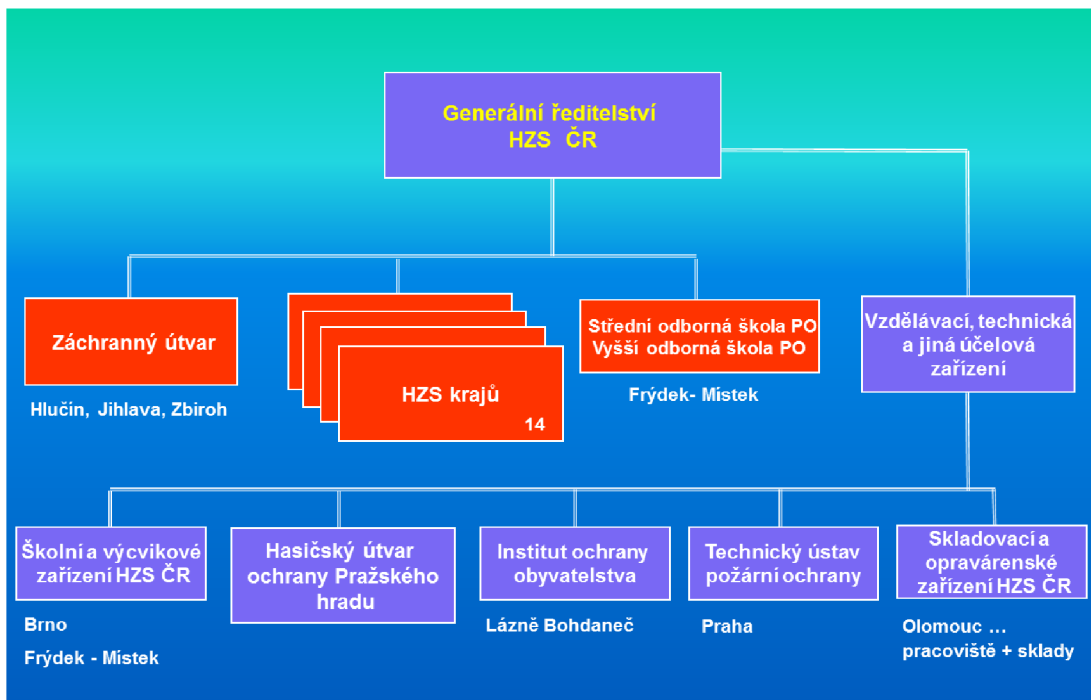 Generální ředitelství
HZS ČR
Záchranný útvar
Hlučín, Jihlava, Zbiroh
HZS krajů
14
Střední odborná škola PO
Vyšší odborná škola PO
Frýdek- Místek
Vzdělávací, technická
a jiná účelová
zařízení
Školní a výcvikové
zařízení HZS ČR
Brno
Frýdek - Místek
Hasičský útvar
ochrany Pražského
hradu
Institut ochrany
obyvatelstva
Lázně Bohdaneč
Technický ústav
požární ochrany
Praha
Skladovací a
opravárenské
zařízení HZS ČR
Olomouc ...
pracoviště + sklady